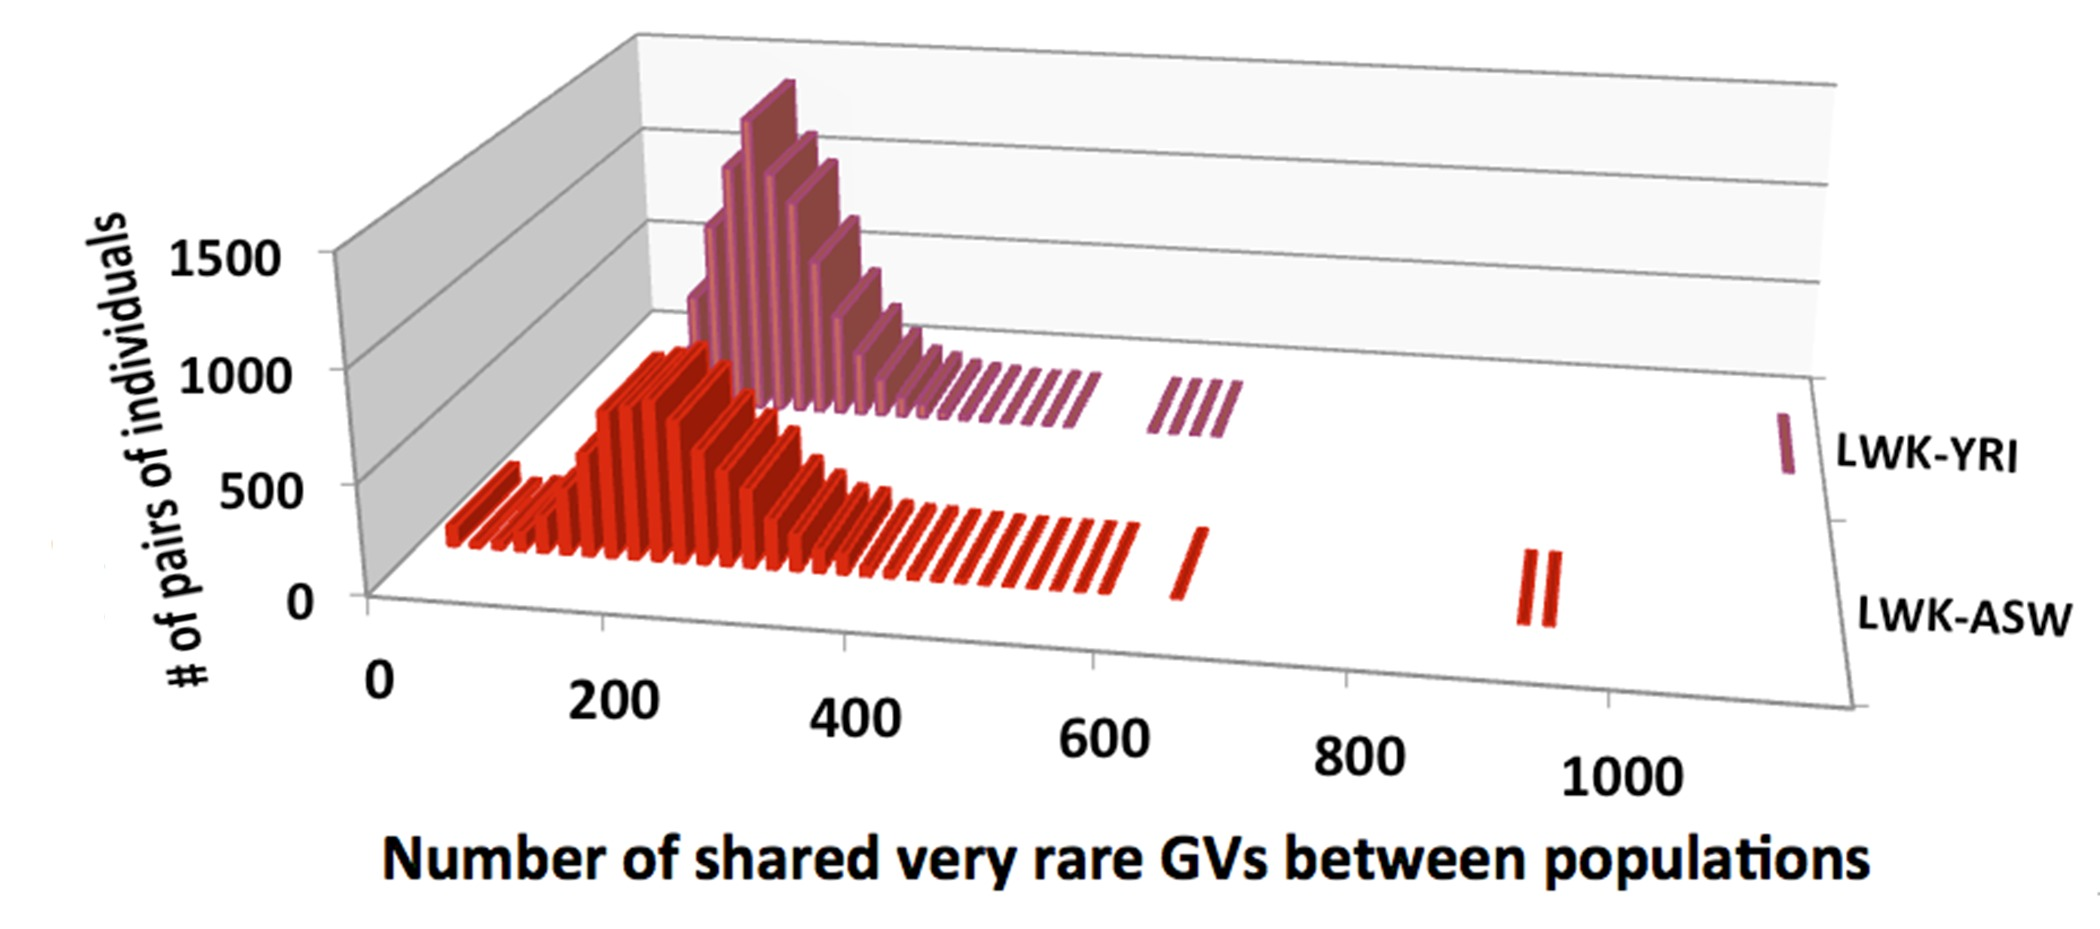 # of pairs of individuals
1500
1000
500
0
0
200
400
600
800
1000
LWK-YRI
LWK-ASW
Number of shared very rare GVs between populations